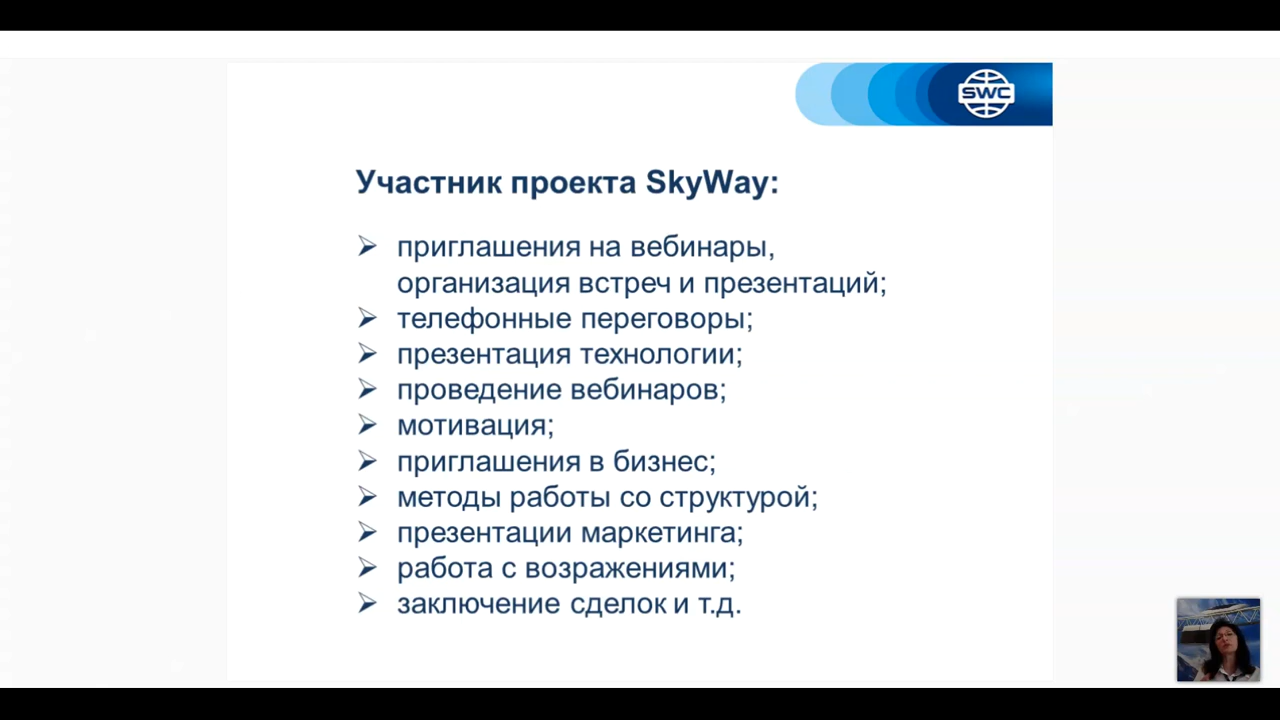 SWC
Участник проекта SkyWay:
приглашения на вебинары,
организация встреч и презентаций;
телефонные переговоры;
презентация технологии;
проведение вебинаров;
мотивация;
приглашения в бизнес;
методы работы со структурой;
презентации маркетинга;
работа с возражениями;
заключение сделок и т.д.